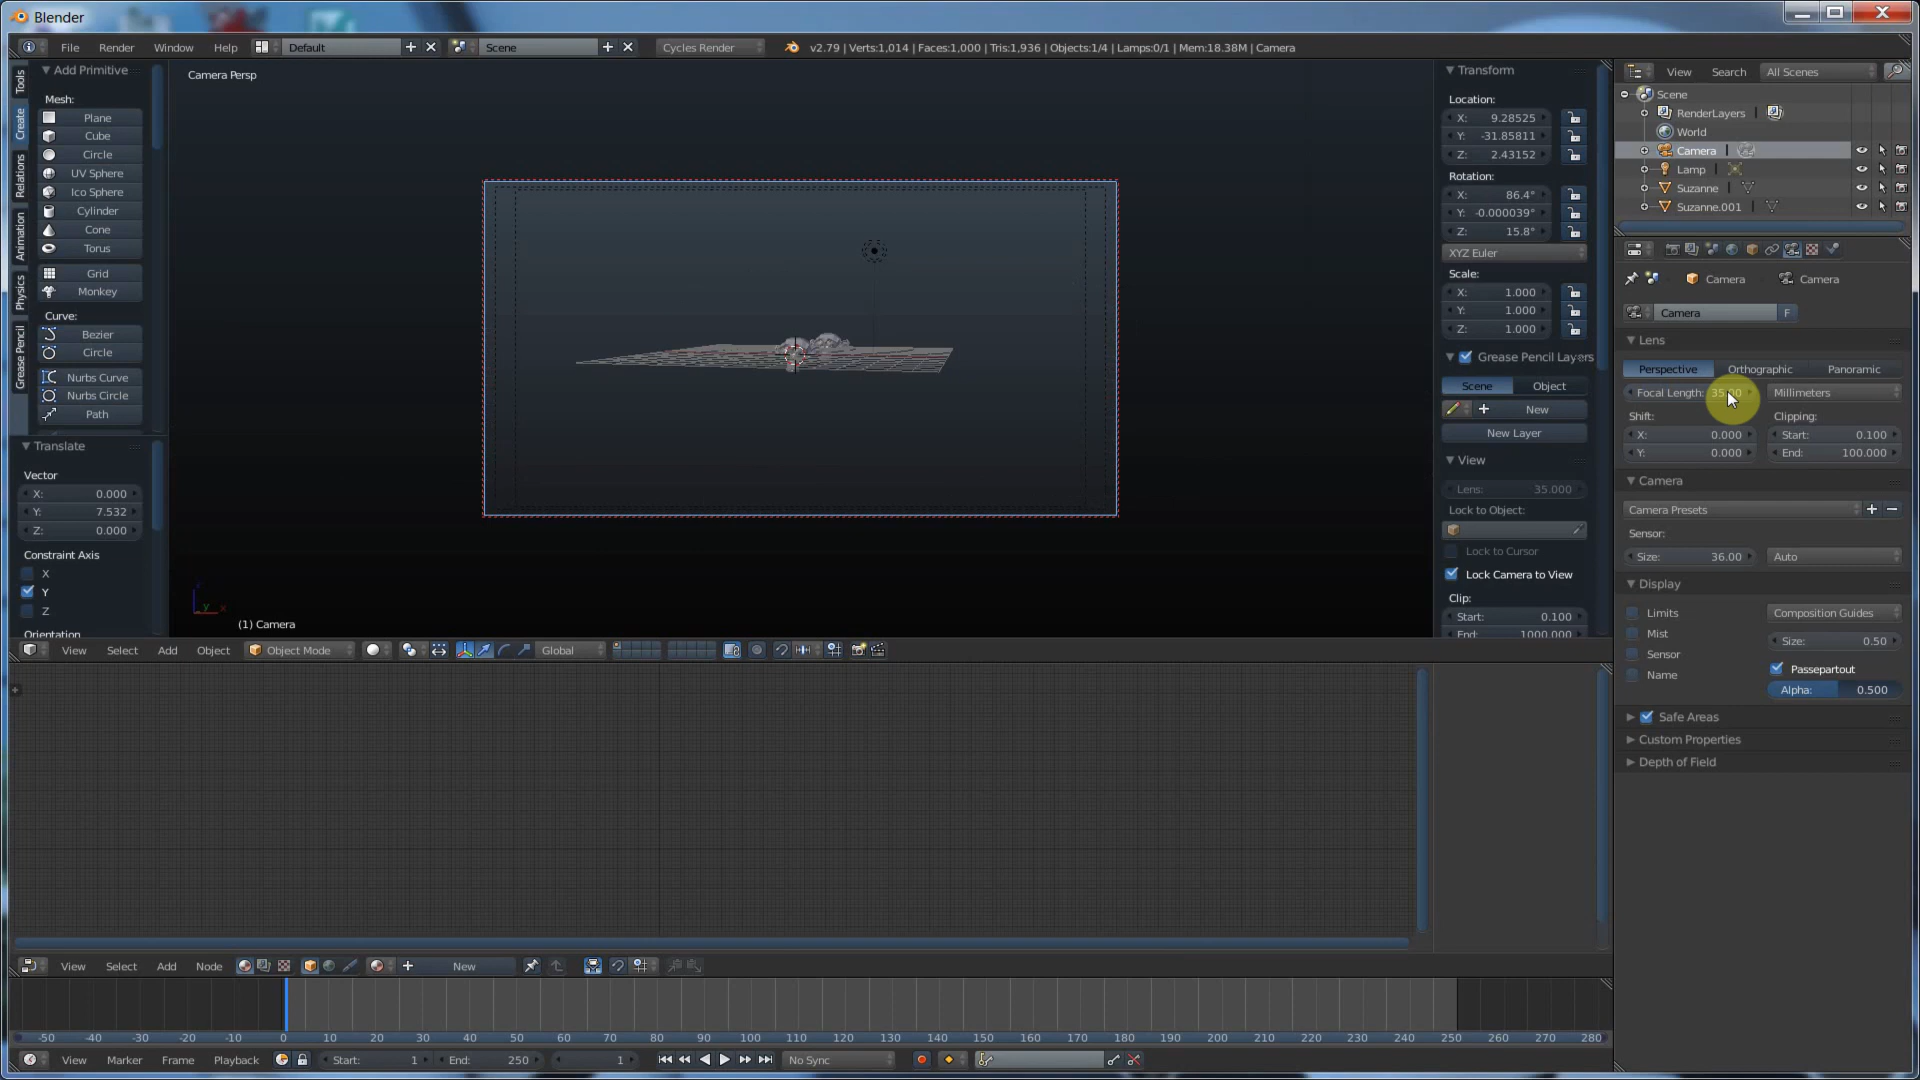 Blender
File Render Window Help Default Scene Cycles Render v2.79 | Verts:1,014 | Faces:1,000 | Tris:1,936 | Objects:1/4 | Lamps:0/1 | Mem:18.38M | Camera
Tools
Create
Relations
Animation
Physics
Grease Pencil
Add Primitive
Mesh:
Plane
Cube
Circle
UV Sphere
Ico Sphere
Cylinder
Cone
Torus
Grid
Monkey
Curve:
Bezier
Circle
Nurbs Curve
Nurbs Circle
Path
Translate
Vector
X: 0.000
Y: 7.532
Z: 0.000
Constraint Axis
X
Y
Z
Orientation
Camera Persp
(1) Camera
Transform
Location:
X: 9.28525
Y: -31.85811
Z: 2.43152
Rotation:
X: 86.4°
Y: -0.000039°
Z: 15.8°
XYZ Euler
Scale:
X: 1.000
Y: 1.000
Z: 1.000
Grease Pencil Layers
Scene Object
New
New Layer
View
Lens: 35.000
Lock to Object:
Lock to Cursor
Lock Camera to View
Clip:
Start: 0.100
End: 1000.000
View Search All Scenes
Scene
RenderLayers
World
Camera
Lamp
Suzanne
Suzanne.001
Camera Camera
Camera F
Lens
Perspective Orthographic Panoramic
Focal Length: 35.00 Millimeters
Shift: Clipping:
X: 0.000 Start: 0.100
Y: 0.000 End: 100.000
Camera
Camera Presets
Sensor:
Size: 36.00 Auto
Display
Limits Composition Guides
Mist Size: 0.50
Sensor
Name Passepartout
Alpha: 0.500
Safe Areas
Custom Properties
Depth of Field
View Select Add Object Object Mode Global
View Select Add Node New
-50 -40 -30 -20 -10 0 10 20 30 40 50 60 70 80 90 100 110 120 130 140 150 160 170 180 190 200 210 220 230 240 250 260 270 280
View Marker Frame Playback Start: 1 End: 250 1 No Sync